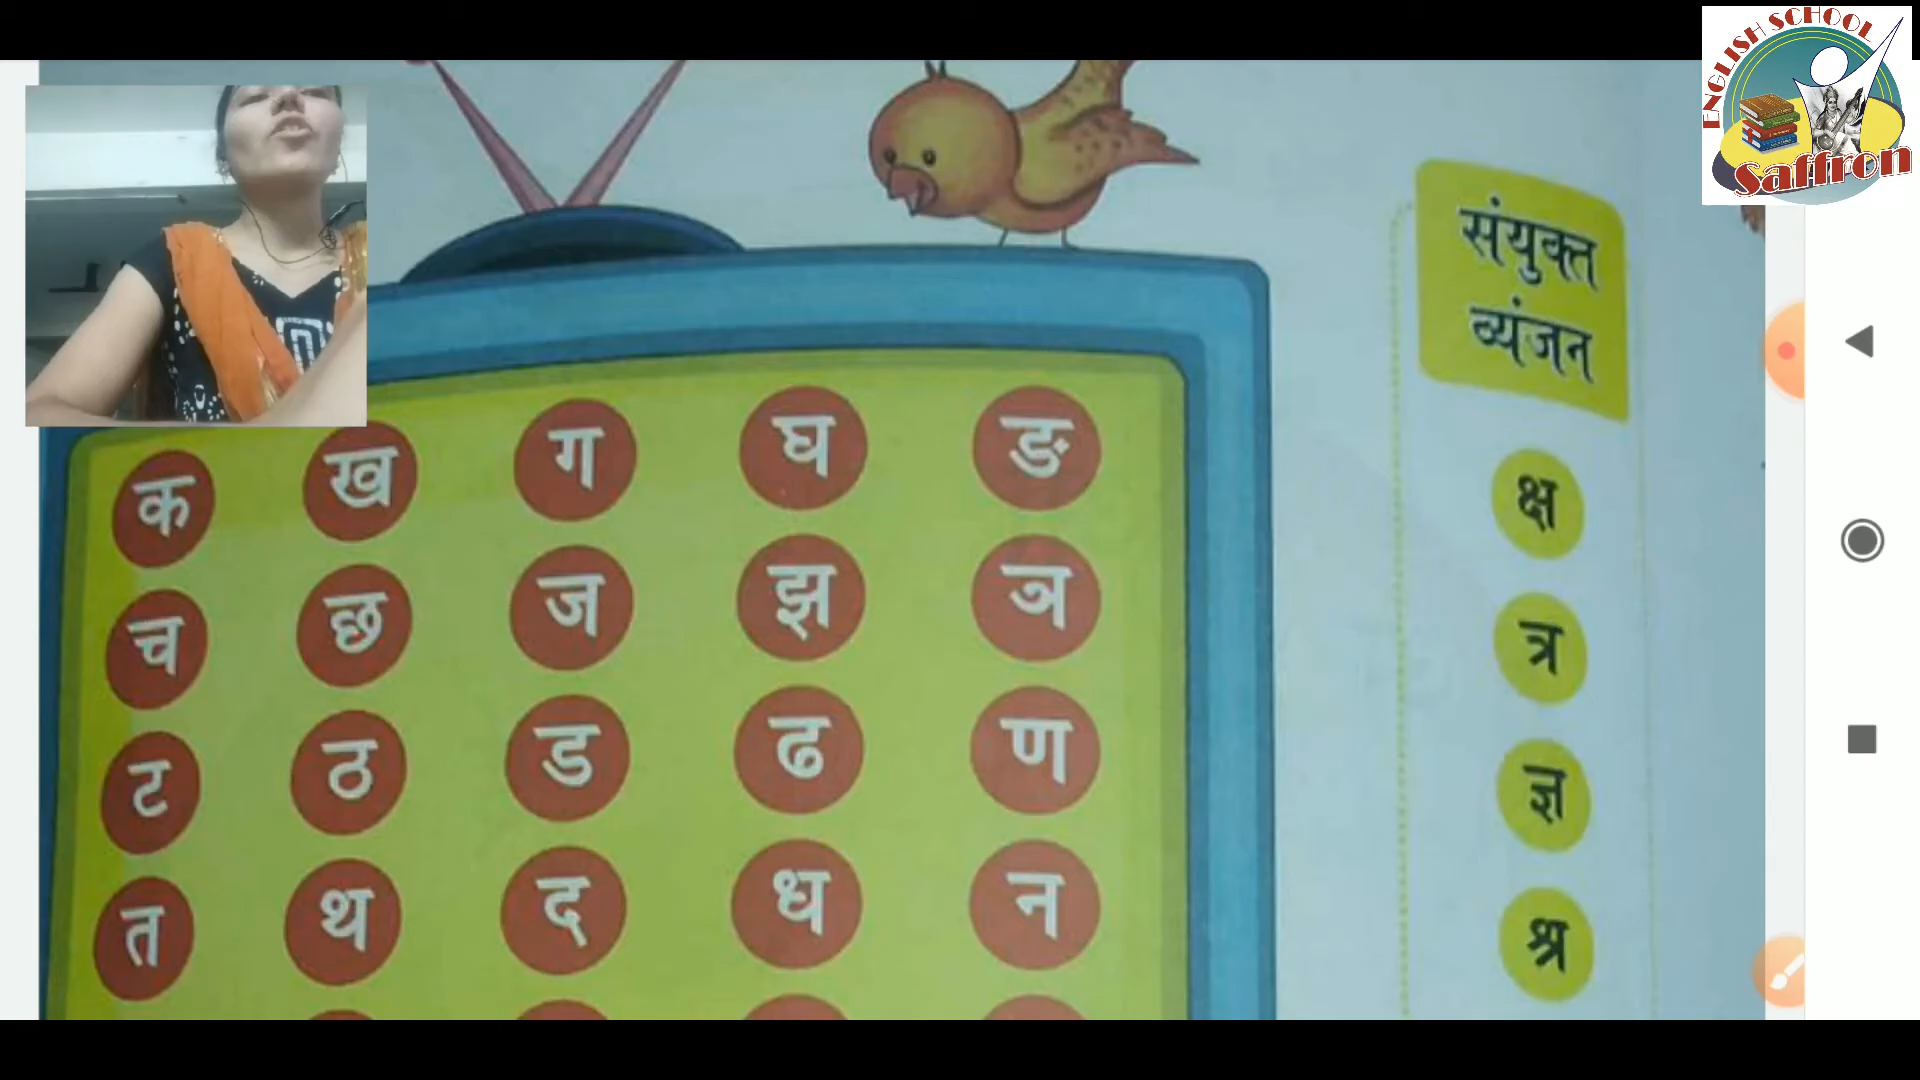 ENGLISH SCHOOL
Saffron
संयुक्त
व्यंजन
क ख ग घ ङ
च छ ज झ ञ
ट ठ ड ढ ण
त थ द ध न
क्ष
त्र
ज्ञ
श्र